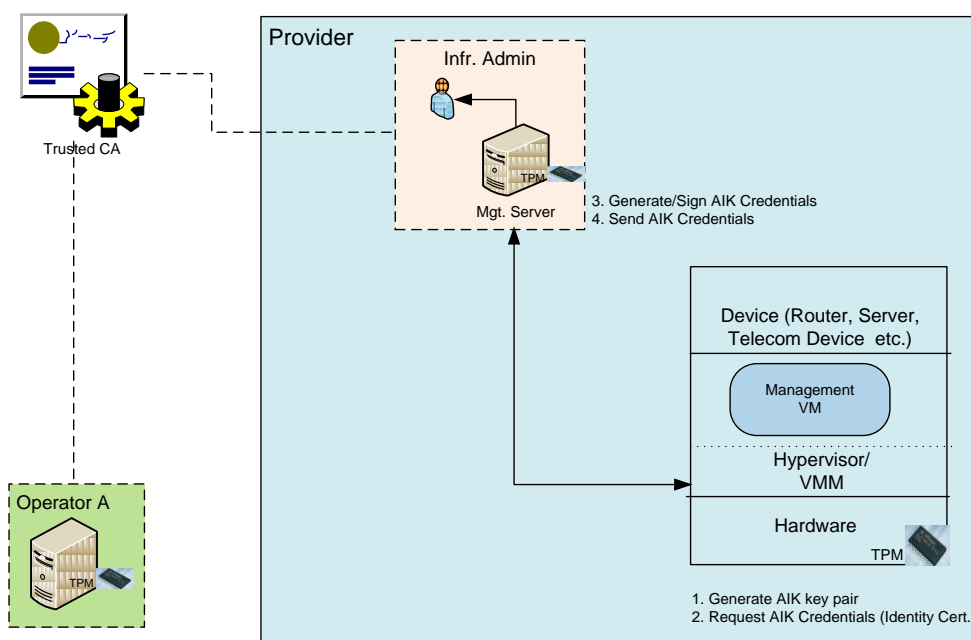 Provider
Infr. Admin
Trusted CA
TPM
Mgt. Server
3. Generate/Sign AIK Credentials
4. Send AIK Credentials
Device (Router, Server,
Telecom Device  etc.)
Management
VM
Hypervisor/
VMM
Hardware
TPM
Operator A
TPM
1. Generate AIK key pair
2. Request AIK Credentials (Identity Cert.